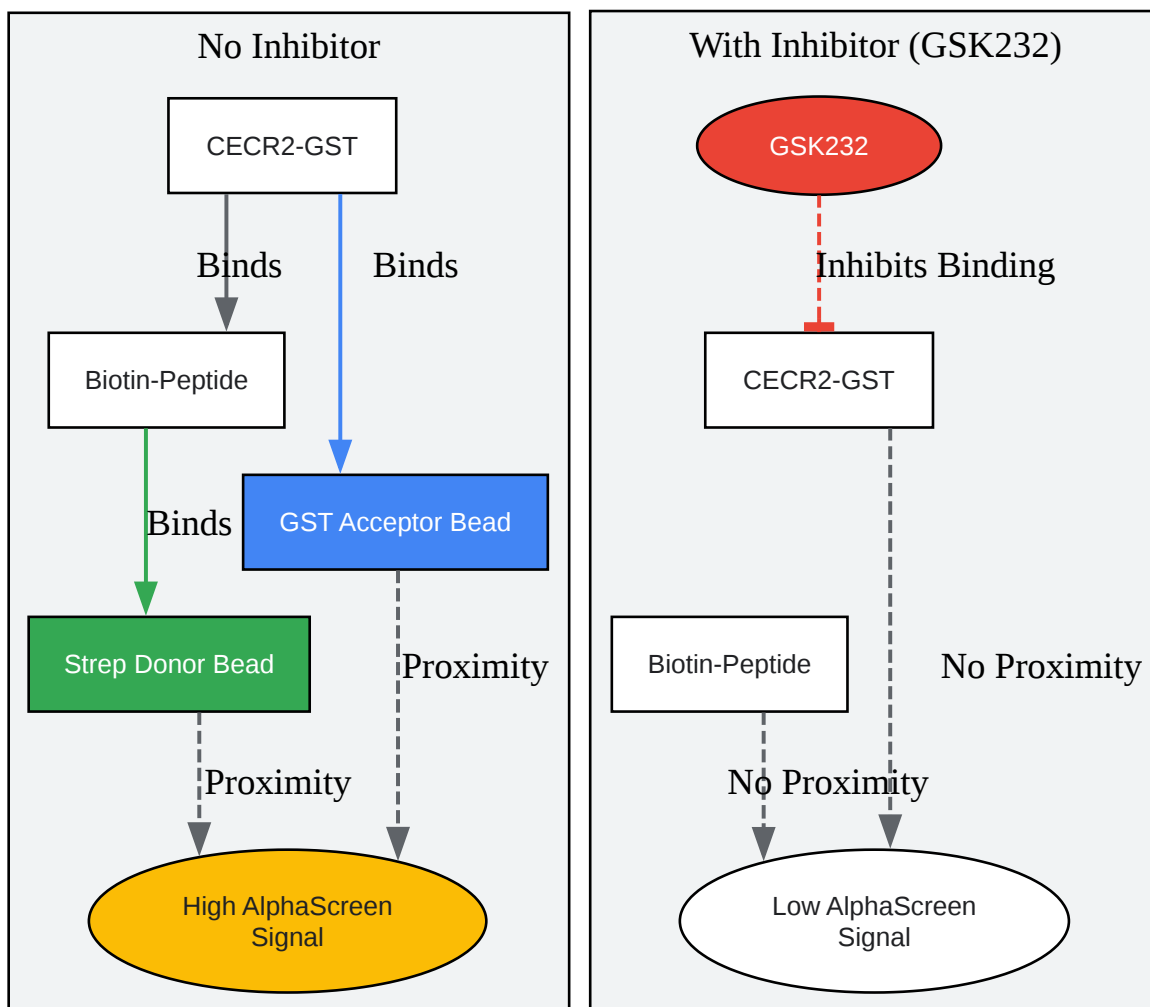 No Inhibitor
CECR2-GST
Binds
Binds
Biotin-Peptide
Binds
GST Acceptor Bead
Strep Donor Bead
Proximity
Proximity
High AlphaScreen
Signal
With Inhibitor (GSK232)
GSK232
Inhibits Binding
CECR2-GST
Biotin-Peptide
No Proximity
No Proximity
Low AlphaScreen
Signal